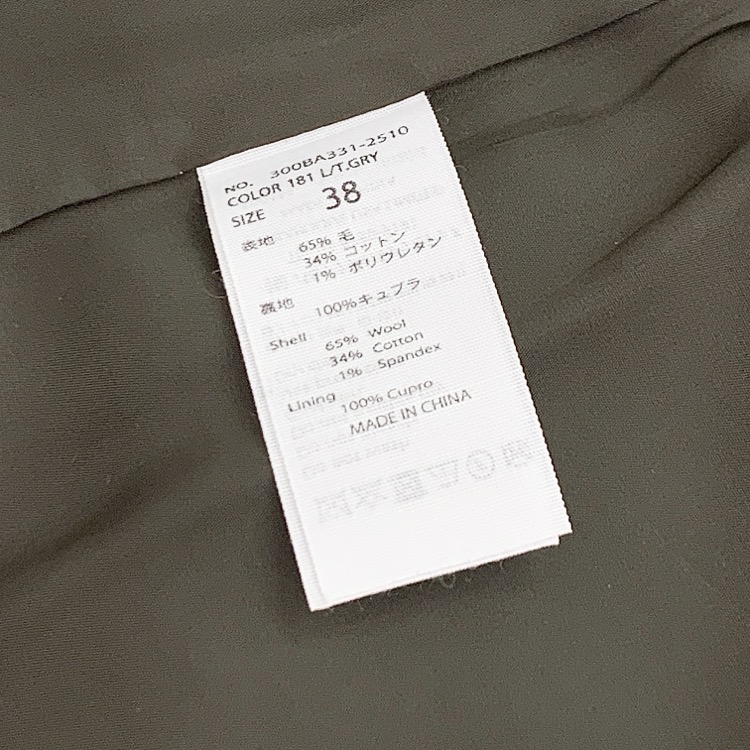 NO. 300BA331-2510
COLOR 181 L/T.GRY
SIZE 38
表地 65% 毛
34% コットン
1% ポリウレタン
裏地 100%キュプラ
Shell 65% Wool
34% Cotton
1% Spandex
Lining 100% Cupro
MADE IN CHINA